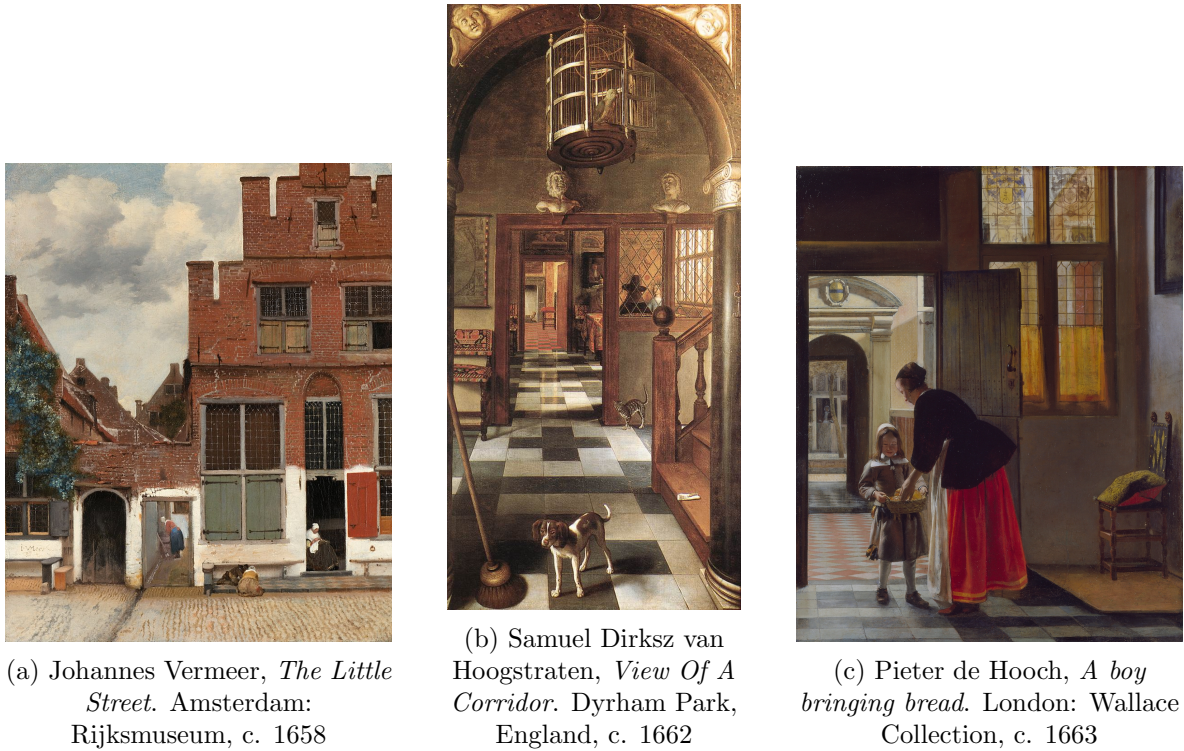 (a) Johannes Vermeer, The Little
Street. Amsterdam:
Rijksmuseum, c. 1658
(b) Samuel Dirksz van
Hoogstraten, View Of A
Corridor. Dyrham Park,
England, c. 1662
(c) Pieter de Hooch, A boy
bringing bread. London: Wallace
Collection, c. 1663